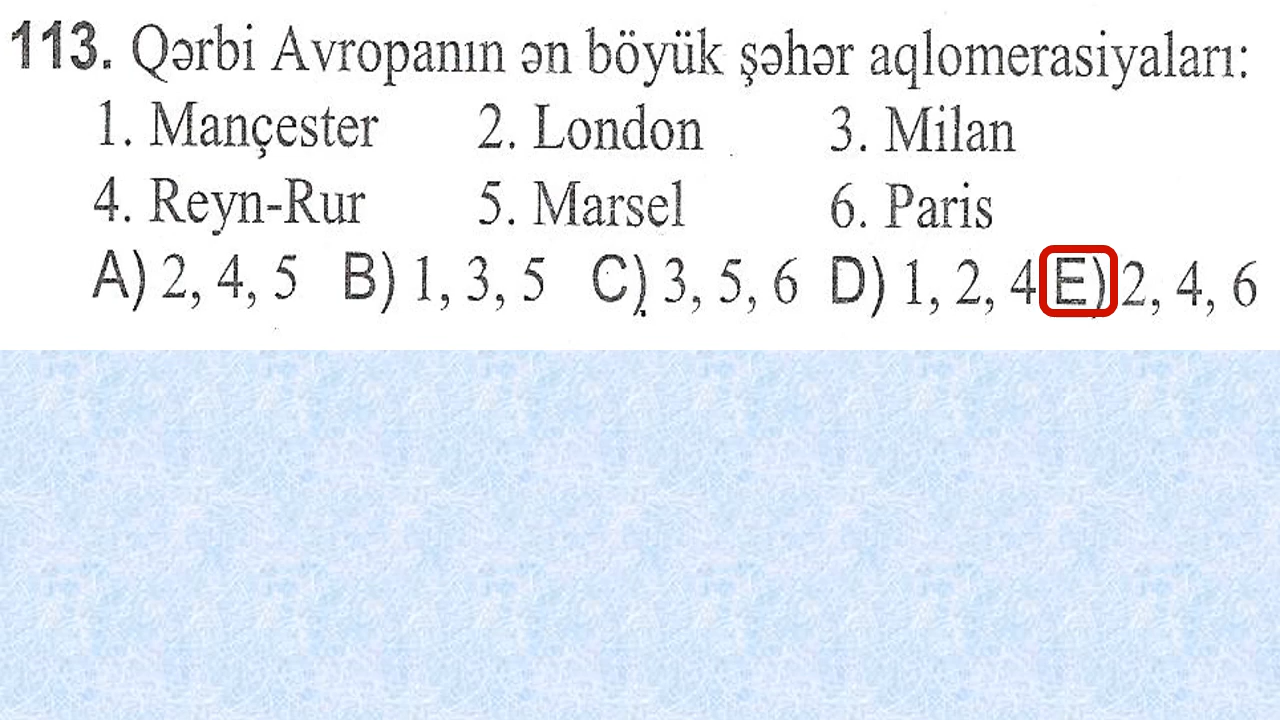 113. Qərbi Avropanın ən böyük şəhər aqlomerasiyaları:
1. Mançester 2. London 3. Milan
4. Reyn-Rur 5. Marsel 6. Paris
A) 2, 4, 5 B) 1, 3, 5 C) 3, 5, 6 D) 1, 2, 4 E) 2, 4, 6